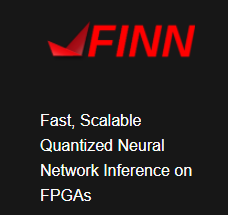 FINN
Fast, Scalable
Quantized Neural
Network Inference on
FPGAs